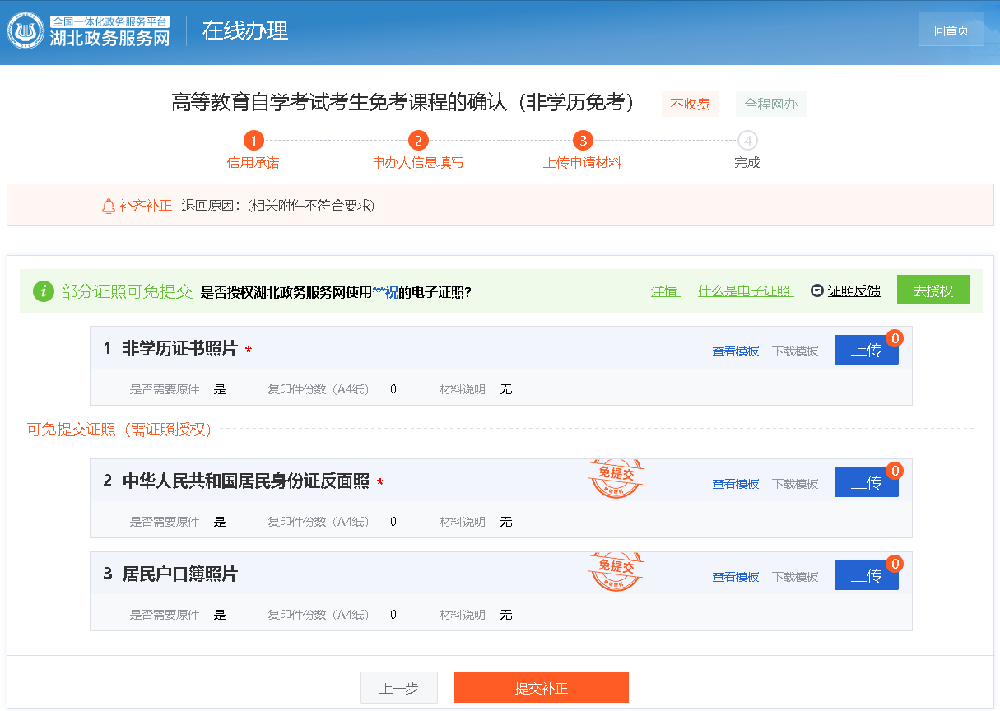 全国一体化政务服务平台
湖北政务服务网
在线办理
回首页
高等教育自学考试考生免考课程的确认（非学历免考）
不收费
全程网办
1
2
3
4
信用承诺
申办人信息填写
上传申请材料
完成
补齐补正 退回原因：(相关附件不符合要求)
部分证照可免提交 是否授权湖北政务服务网使用**祝的电子证照?
详情
什么是电子证照
证照反馈
去授权
1 非学历证书照片 *
查看模板 下载模板
上传
0
是否需要原件 是 复印件份数（A4纸） 0 材料说明 无
可免提交证照（需证照授权）
2 中华人民共和国居民身份证反面照 *
免提交
申请材料
查看模板 下载模板
上传
0
是否需要原件 是 复印件份数（A4纸） 0 材料说明 无
3 居民户口簿照片
免提交
申请材料
查看模板 下载模板
上传
0
是否需要原件 是 复印件份数（A4纸） 0 材料说明 无
上一步
提交补正